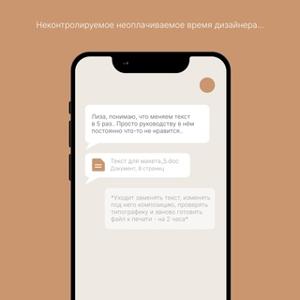 Неконтролируемое неоплачиваемое время дизайнера...
Лиза, понимаю, что меняем текст
в 5 раз.. Просто руководству в нём
постоянно что-то не нравится..
Текст для макета_5.doc
Документ, 8 страниц
*Уходит заменять текст, изменять
под него композицию, проверять
типографику и заново готовить
файл к печати - на 2 часа*